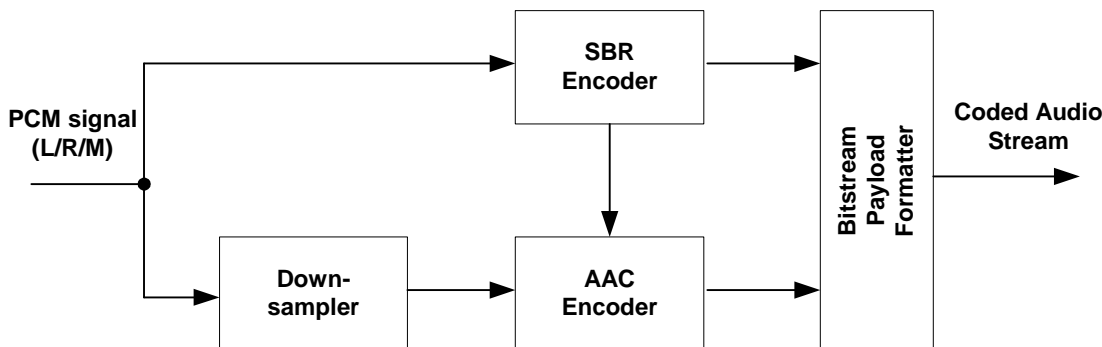 SBR
Encoder
PCM signal
(L/R/M)
Coded Audio
Stream
Bitstream
Payload
Formatter
Down-
sampler
AAC
Encoder